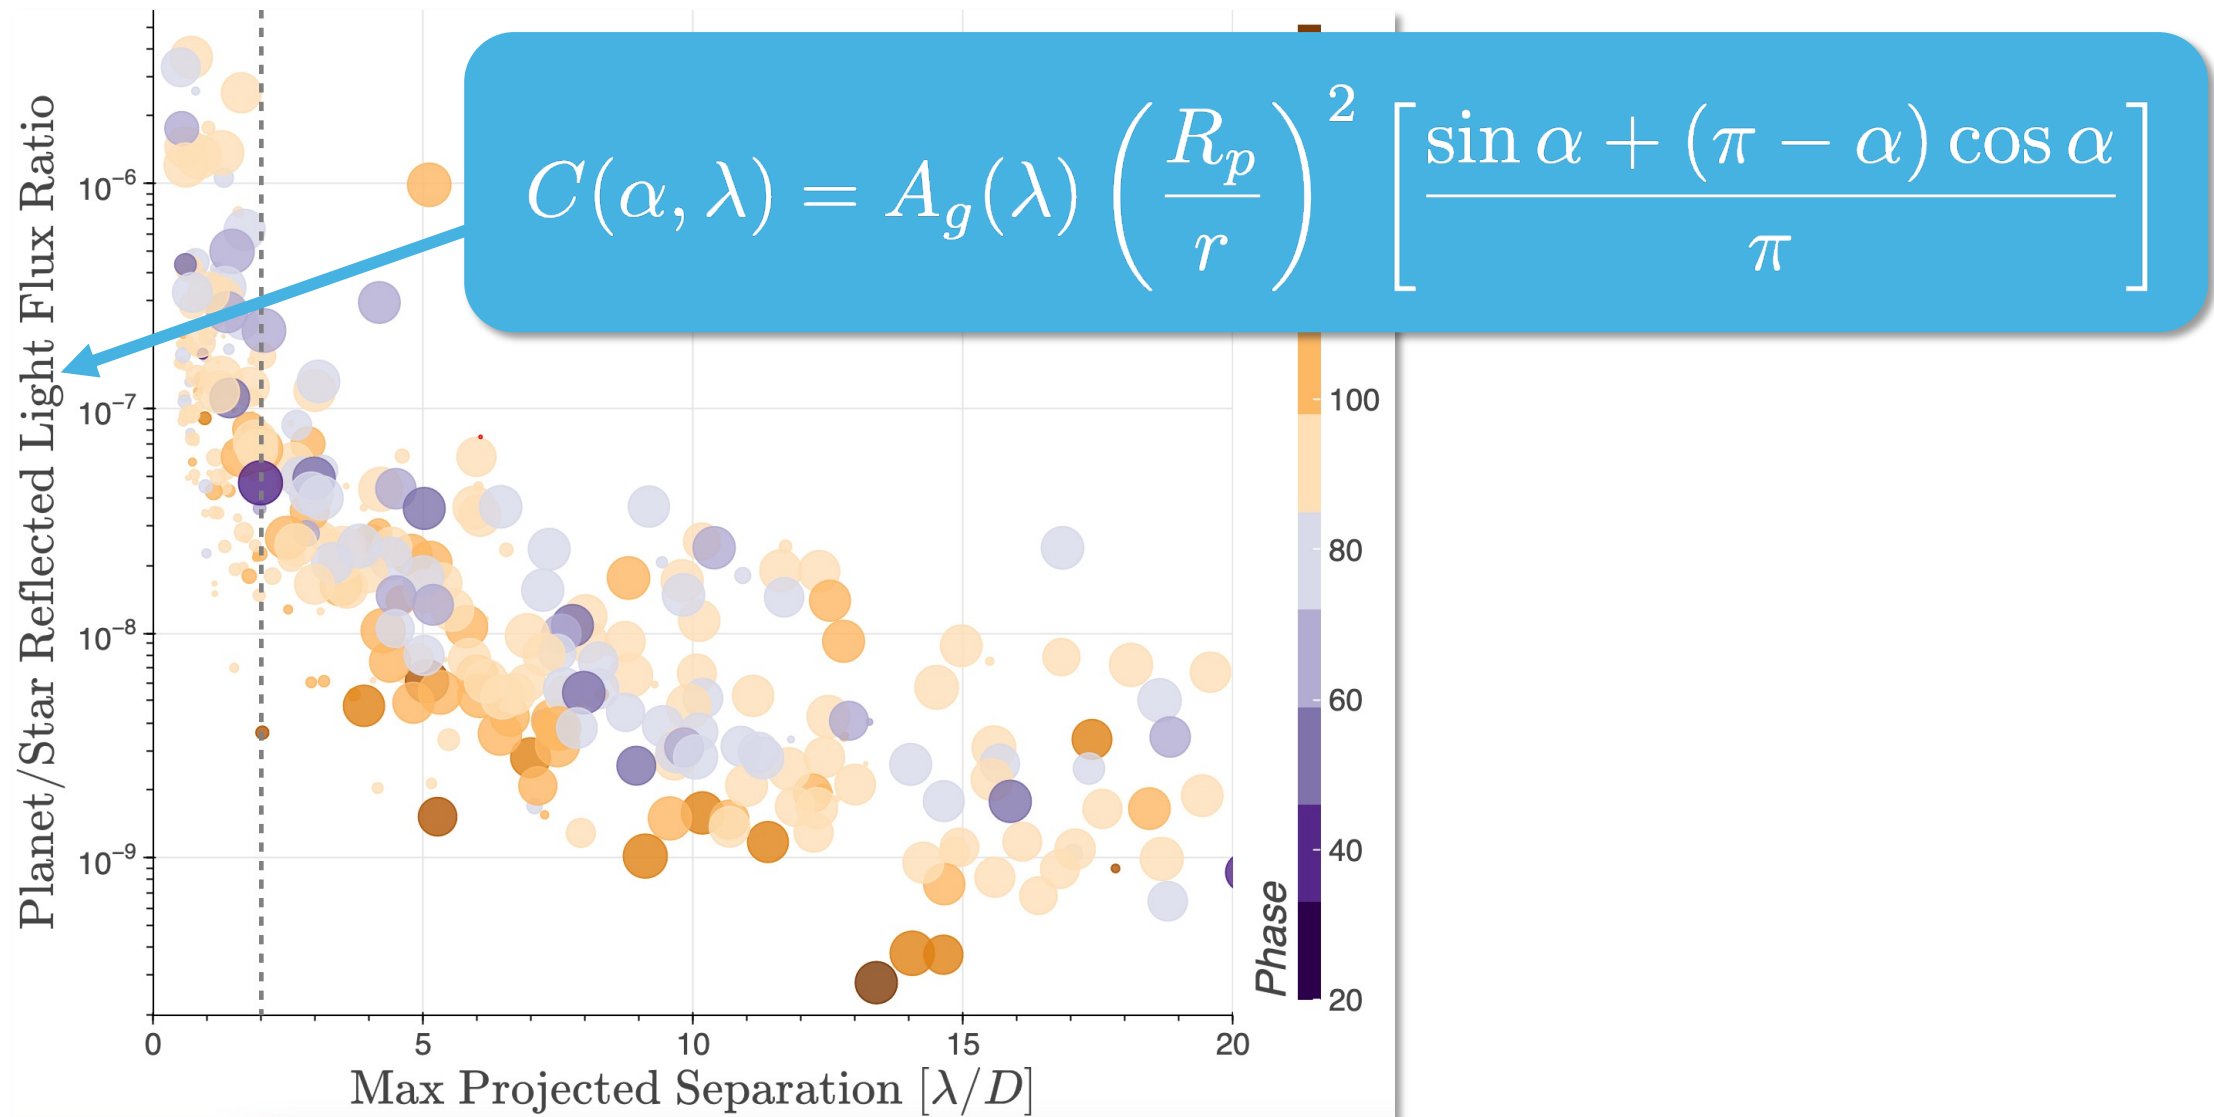 Planet/Star Reflected Light Flux Ratio
10⁻⁶
10⁻⁷
10⁻⁸
10⁻⁹
C(α, λ) = A_g(λ) (R_p / r)² [ (sin α + (π − α) cos α) / π ]
100
80
60
40
20
Phase
0 5 10 15 20
Max Projected Separation [λ/D]